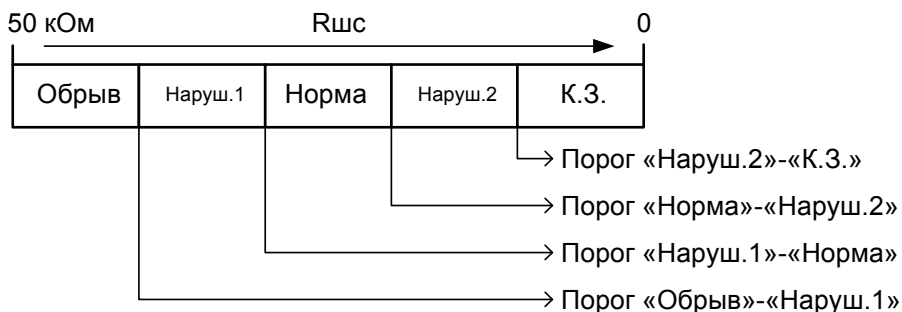 50 кОм Rшс 0
Обрыв Наруш.1 Норма Наруш.2 К.З.
Порог «Наруш.2»-«К.З.»
Порог «Норма»-«Наруш.2»
Порог «Наруш.1»-«Норма»
Порог «Обрыв»-«Наруш.1»